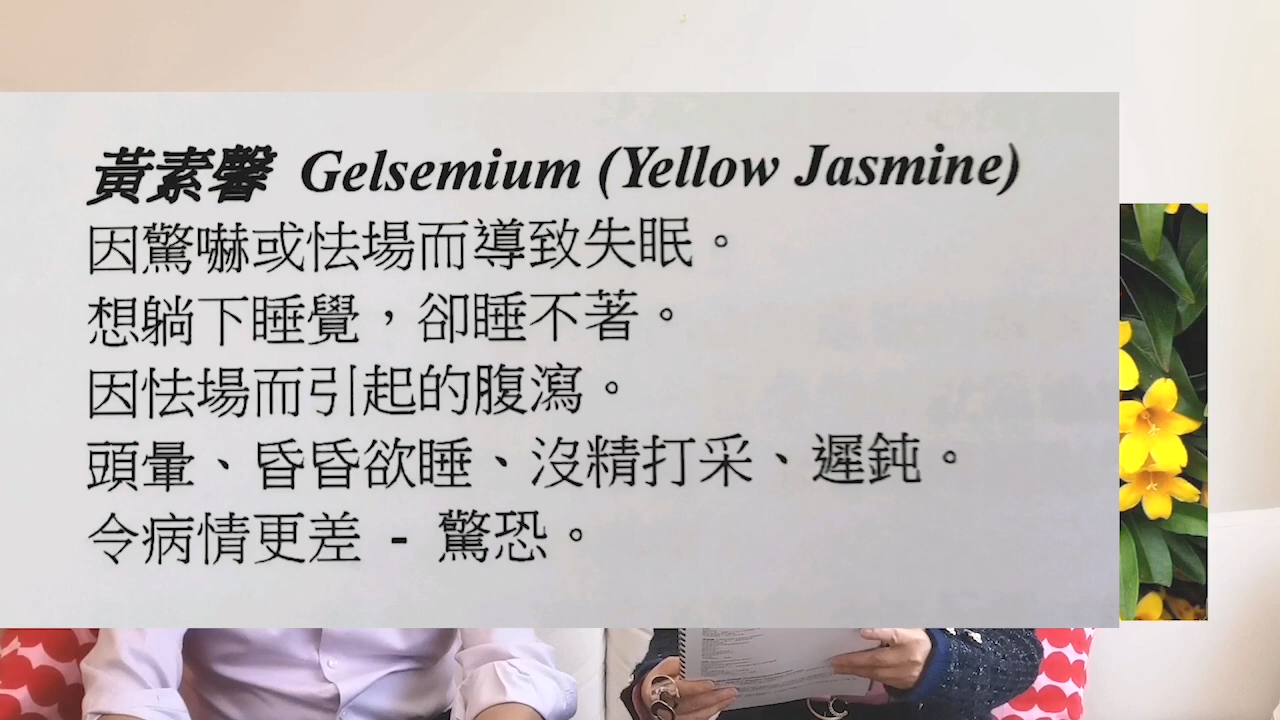 黃素馨 Gelsemium (Yellow Jasmine)
因驚嚇或怯場而導致失眠。
想躺下睡覺，卻睡不著。
因怯場而引起的腹瀉。
頭暈、昏昏欲睡、沒精打采、遲鈍。
令病情更差 - 驚恐。